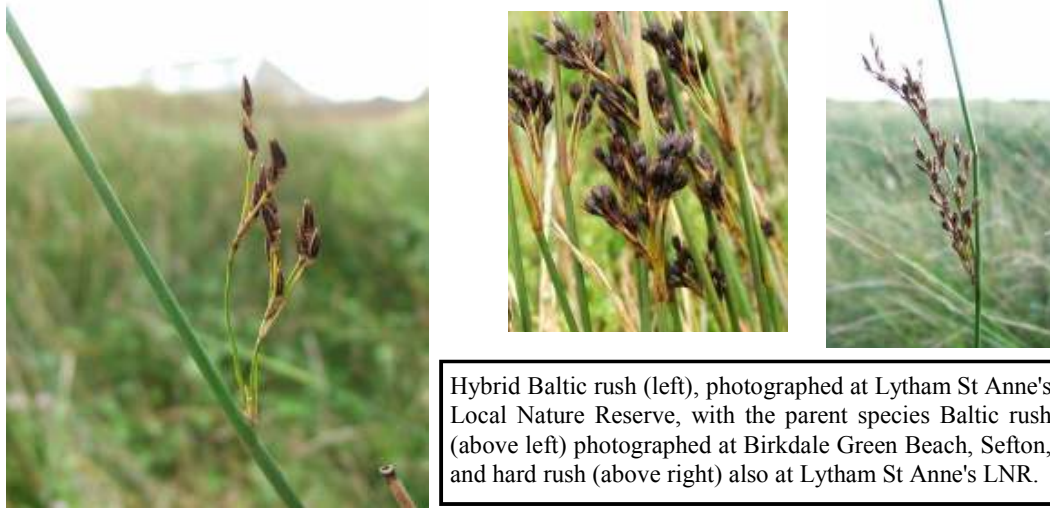 Hybrid Baltic rush (left), photographed at Lytham St Anne's
Local Nature Reserve, with the parent species Baltic rush
(above left) photographed at Birkdale Green Beach, Sefton,
and hard rush (above right) also at Lytham St Anne's LNR.